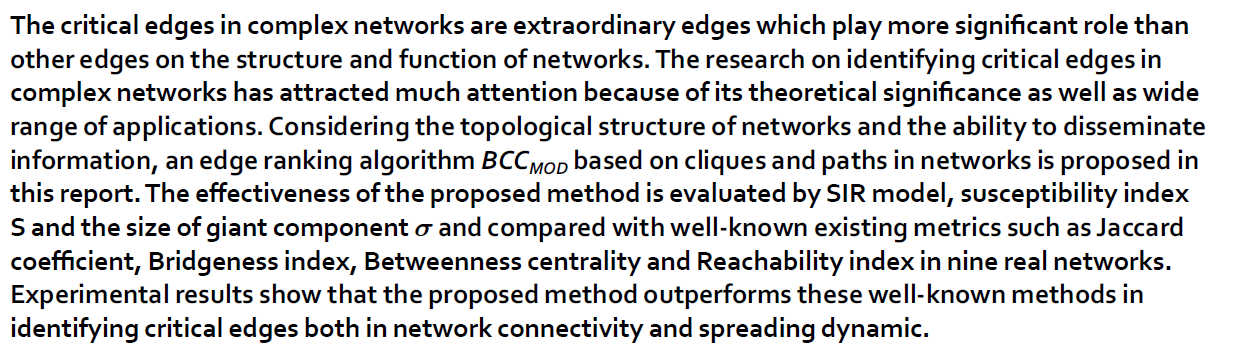 The critical edges in complex networks are extraordinary edges which play more significant role than
other edges on the structure and function of networks. The research on identifying critical edges in
complex networks has attracted much attention because of its theoretical significance as well as wide
range of applications. Considering the topological structure of networks and the ability to disseminate
information, an edge ranking algorithm BCC_MOD based on cliques and paths in networks is proposed in
this report. The effectiveness of the proposed method is evaluated by SIR model, susceptibility index
S and the size of giant component σ and compared with well-known existing metrics such as Jaccard
coefficient, Bridgeness index, Betweenness centrality and Reachability index in nine real networks.
Experimental results show that the proposed method outperforms these well-known methods in
identifying critical edges both in network connectivity and spreading dynamic.